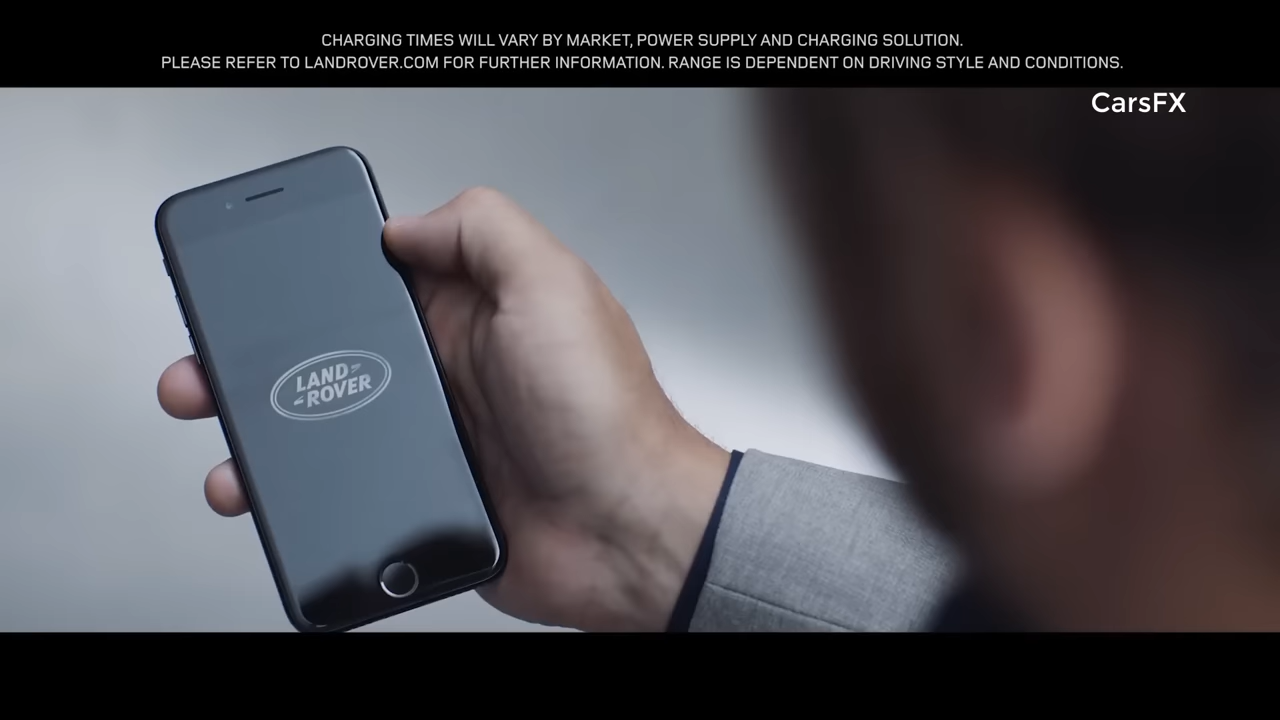 CHARGING TIMES WILL VARY BY MARKET, POWER SUPPLY AND CHARGING SOLUTION.
PLEASE REFER TO LANDROVER.COM FOR FURTHER INFORMATION. RANGE IS DEPENDENT ON DRIVING STYLE AND CONDITIONS.
CarsFX
LAND
ROVER